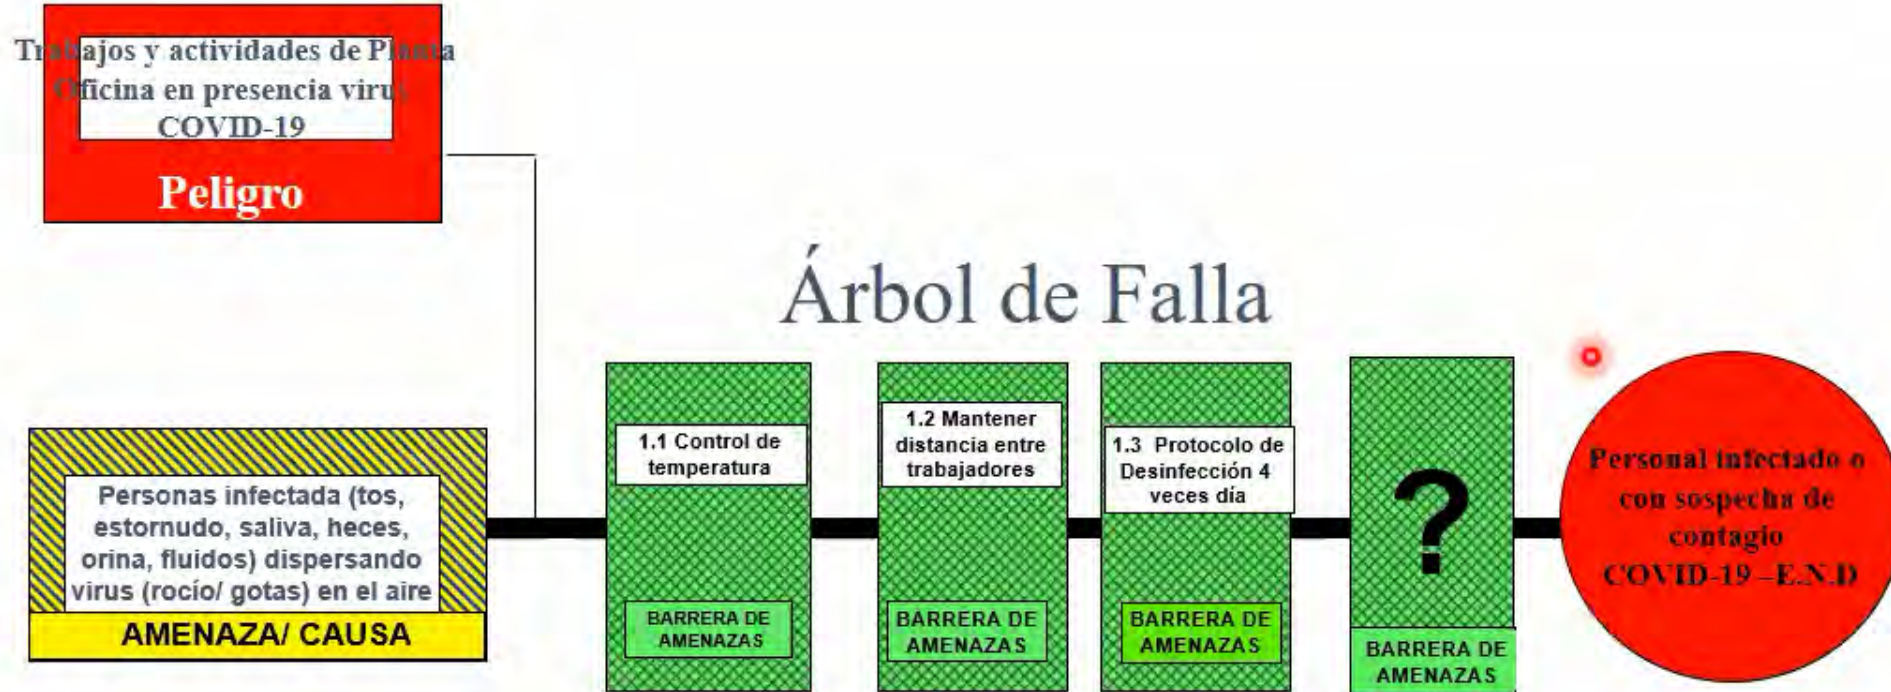 Trabajos y actividades de Planta
Oficina en presencia virus
COVID-19
Peligro
Árbol de Falla
Personas infectada (tos,
estornudo, saliva, heces,
orina, fluidos) dispersando
virus (rocío/ gotas) en el aire
AMENAZA/ CAUSA
1.1 Control de
temperatura
BARRERA DE
AMENAZAS
1.2 Mantener
distancia entre
trabajadores
BARRERA DE
AMENAZAS
1.3 Protocolo de
Desinfección 4
veces día
BARRERA DE
AMENAZAS
?
BARRERA DE
AMENAZAS
Personal infectado o
con sospecha de
contagio
COVID-19 –E.N.D